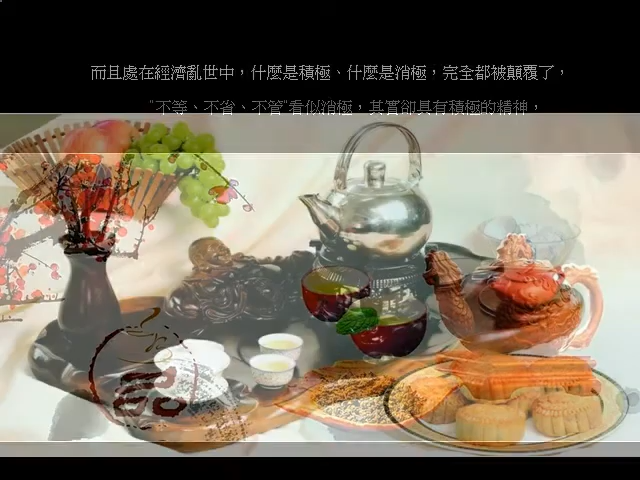 而且處在經濟亂世中，什麼是積極、什麼是消極，完全都被顛覆了，
"不等、不省、不管"看似消極，其實卻具有積極的精神，
品